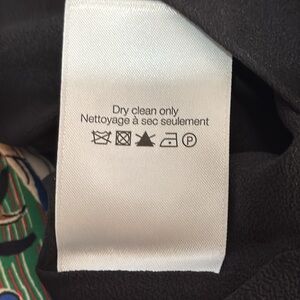 Dry clean only
Nettoyage à sec seulement
P